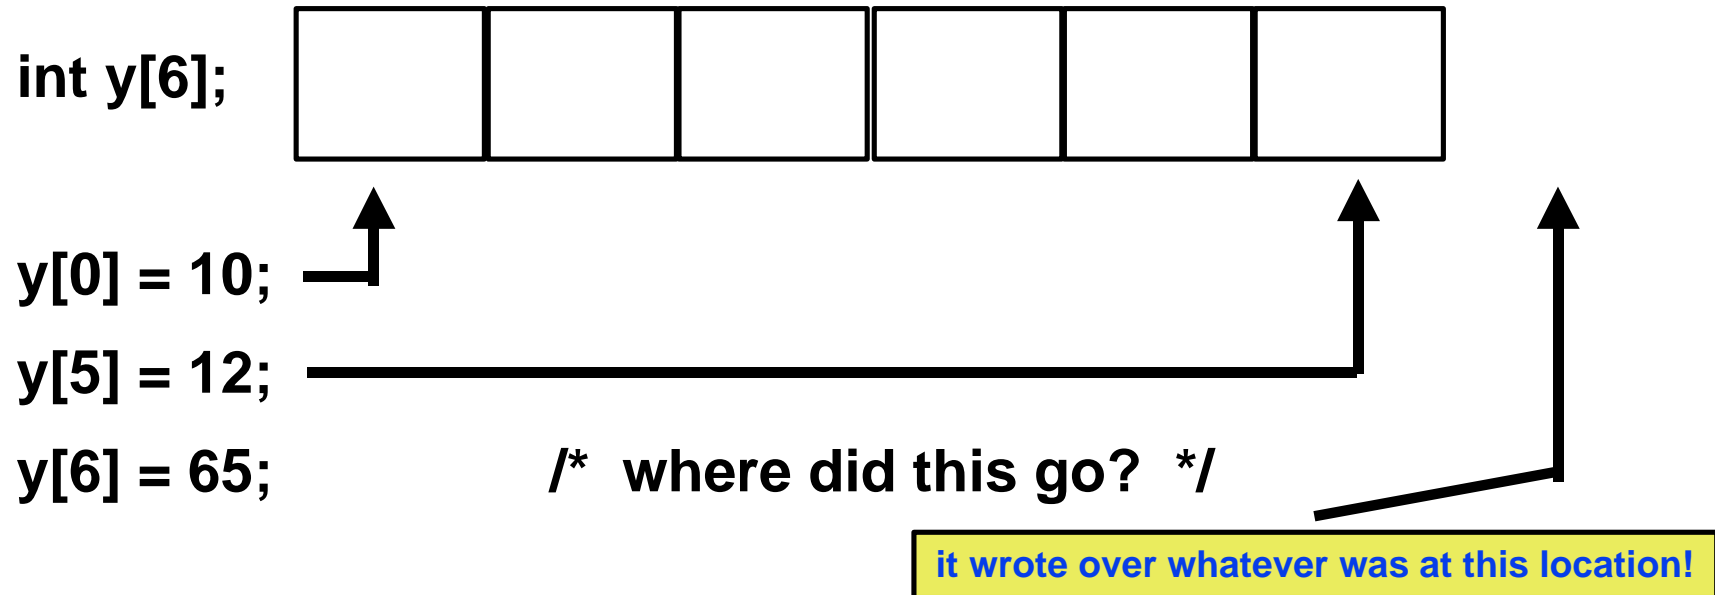 int y[6];
y[0] = 10;
y[5] = 12;
y[6] = 65; /* where did this go? */
it wrote over whatever was at this location!